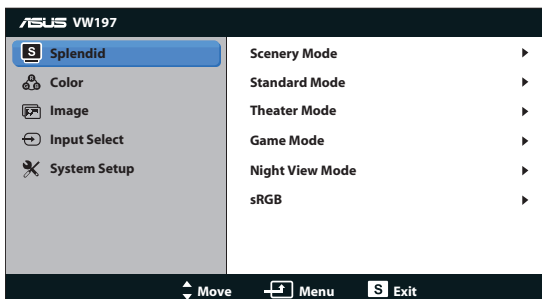 ASUS VW197
S Splendid
Color
Image
Input Select
System Setup
Scenery Mode
Standard Mode
Theater Mode
Game Mode
Night View Mode
sRGB
Move Menu S Exit